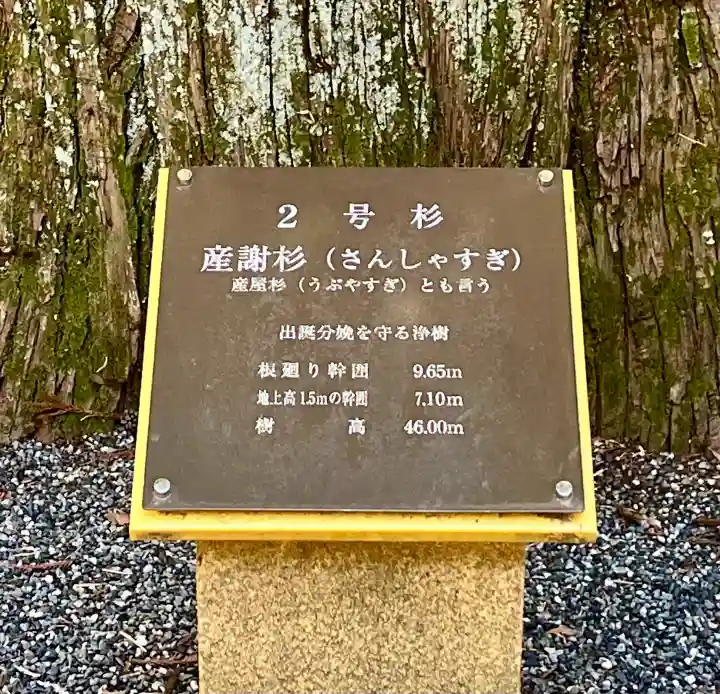 ２ 号 杉
産謝杉（さんしゃすぎ）
産屋杉（うぶやすぎ）とも言う
出誕分娩を守る浄樹
根廻り幹囲 9.65m
地上高1.5mの幹囲 7.10m
樹 高 46.00m